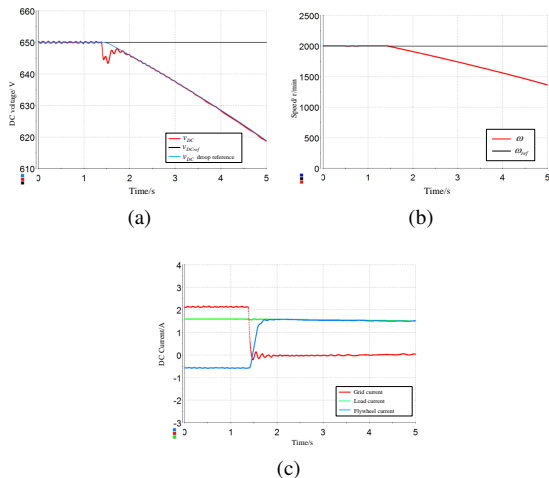 660
650
640
630
620
610
DC voltage/ V
v_DC
v_DCref
v_DC droop reference
0 1 2 3 4 5
Time/s
(a)
2500
2000
1500
1000
500
0
Speed/ r/min
ω
ω_ref
0 1 2 3 4 5
Time/s
(b)
4
3
2
1
0
-1
-2
-3
DC Current/A
Grid current
Load current
Flywheel current
0 1 2 3 4 5
Time/s
(c)